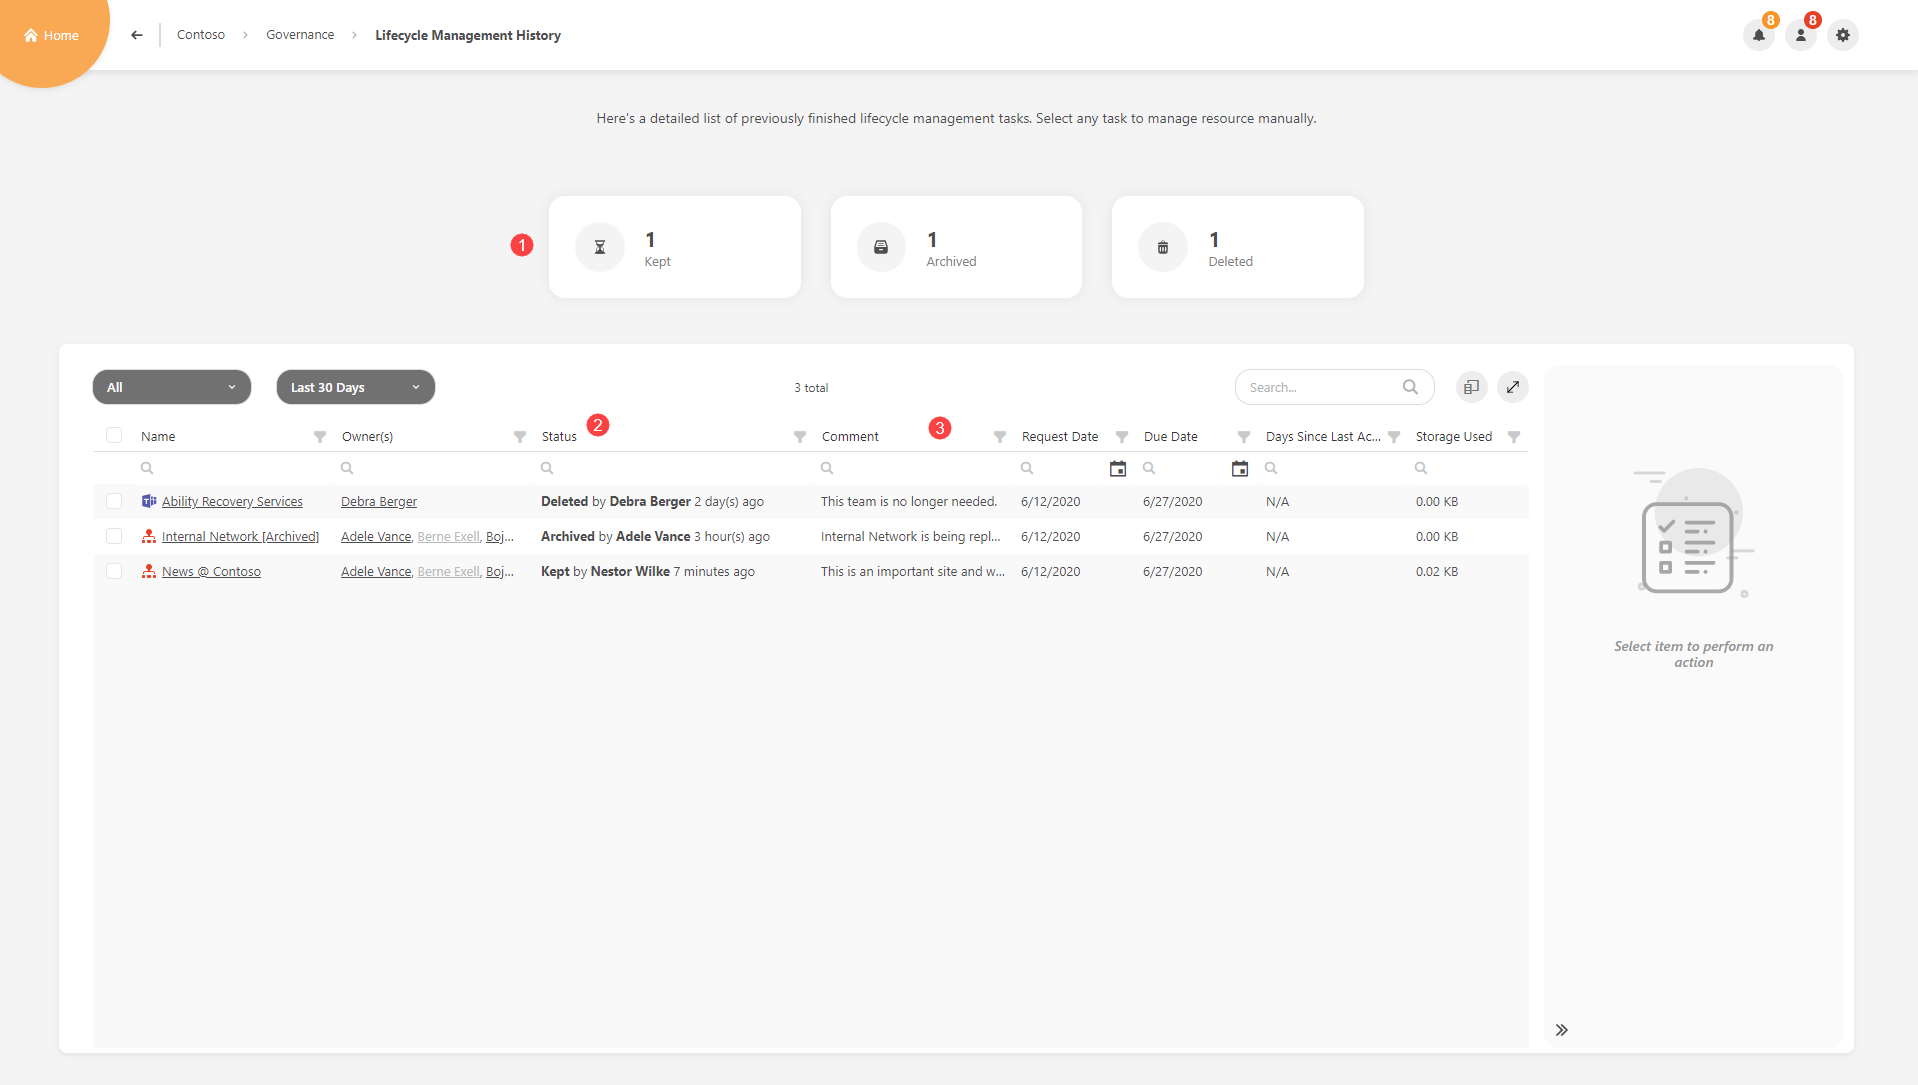 Home
Contoso > Governance > Lifecycle Management History
8
8
Here's a detailed list of previously finished lifecycle management tasks. Select any task to manage resource manually.
1
1
Kept
1
Archived
1
Deleted
All
Last 30 Days
3 total
Search...
2
3
Name Owner(s) Status Comment Request Date Due Date Days Since Last Ac... Storage Used
Ability Recovery Services Debra Berger Deleted by Debra Berger 2 day(s) ago This team is no longer needed. 6/12/2020 6/27/2020 N/A 0.00 KB
Internal Network [Archived] Adele Vance, Berne Exell, Boj... Archived by Adele Vance 3 hour(s) ago Internal Network is being repl... 6/12/2020 6/27/2020 N/A 0.00 KB
News @ Contoso Adele Vance, Berne Exell, Boj... Kept by Nestor Wilke 7 minutes ago This is an important site and w... 6/12/2020 6/27/2020 N/A 0.02 KB
Select item to perform an
action